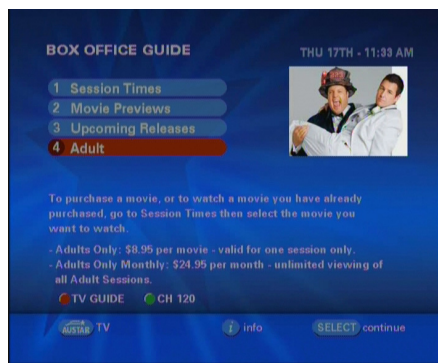 BOX OFFICE GUIDE
THU 17TH - 11:33 AM
1 Session Times
2 Movie Previews
3 Upcoming Releases
4 Adult
To purchase a movie, or to watch a movie you have already
purchased, go to Session Times then select the movie you
want to watch.
- Adults Only: $8.95 per movie - valid for one session only.
- Adults Only Monthly: $24.95 per month - unlimited viewing of
all Adult Sessions.
TV GUIDE CH 120
AUSTAR TV i info SELECT continue